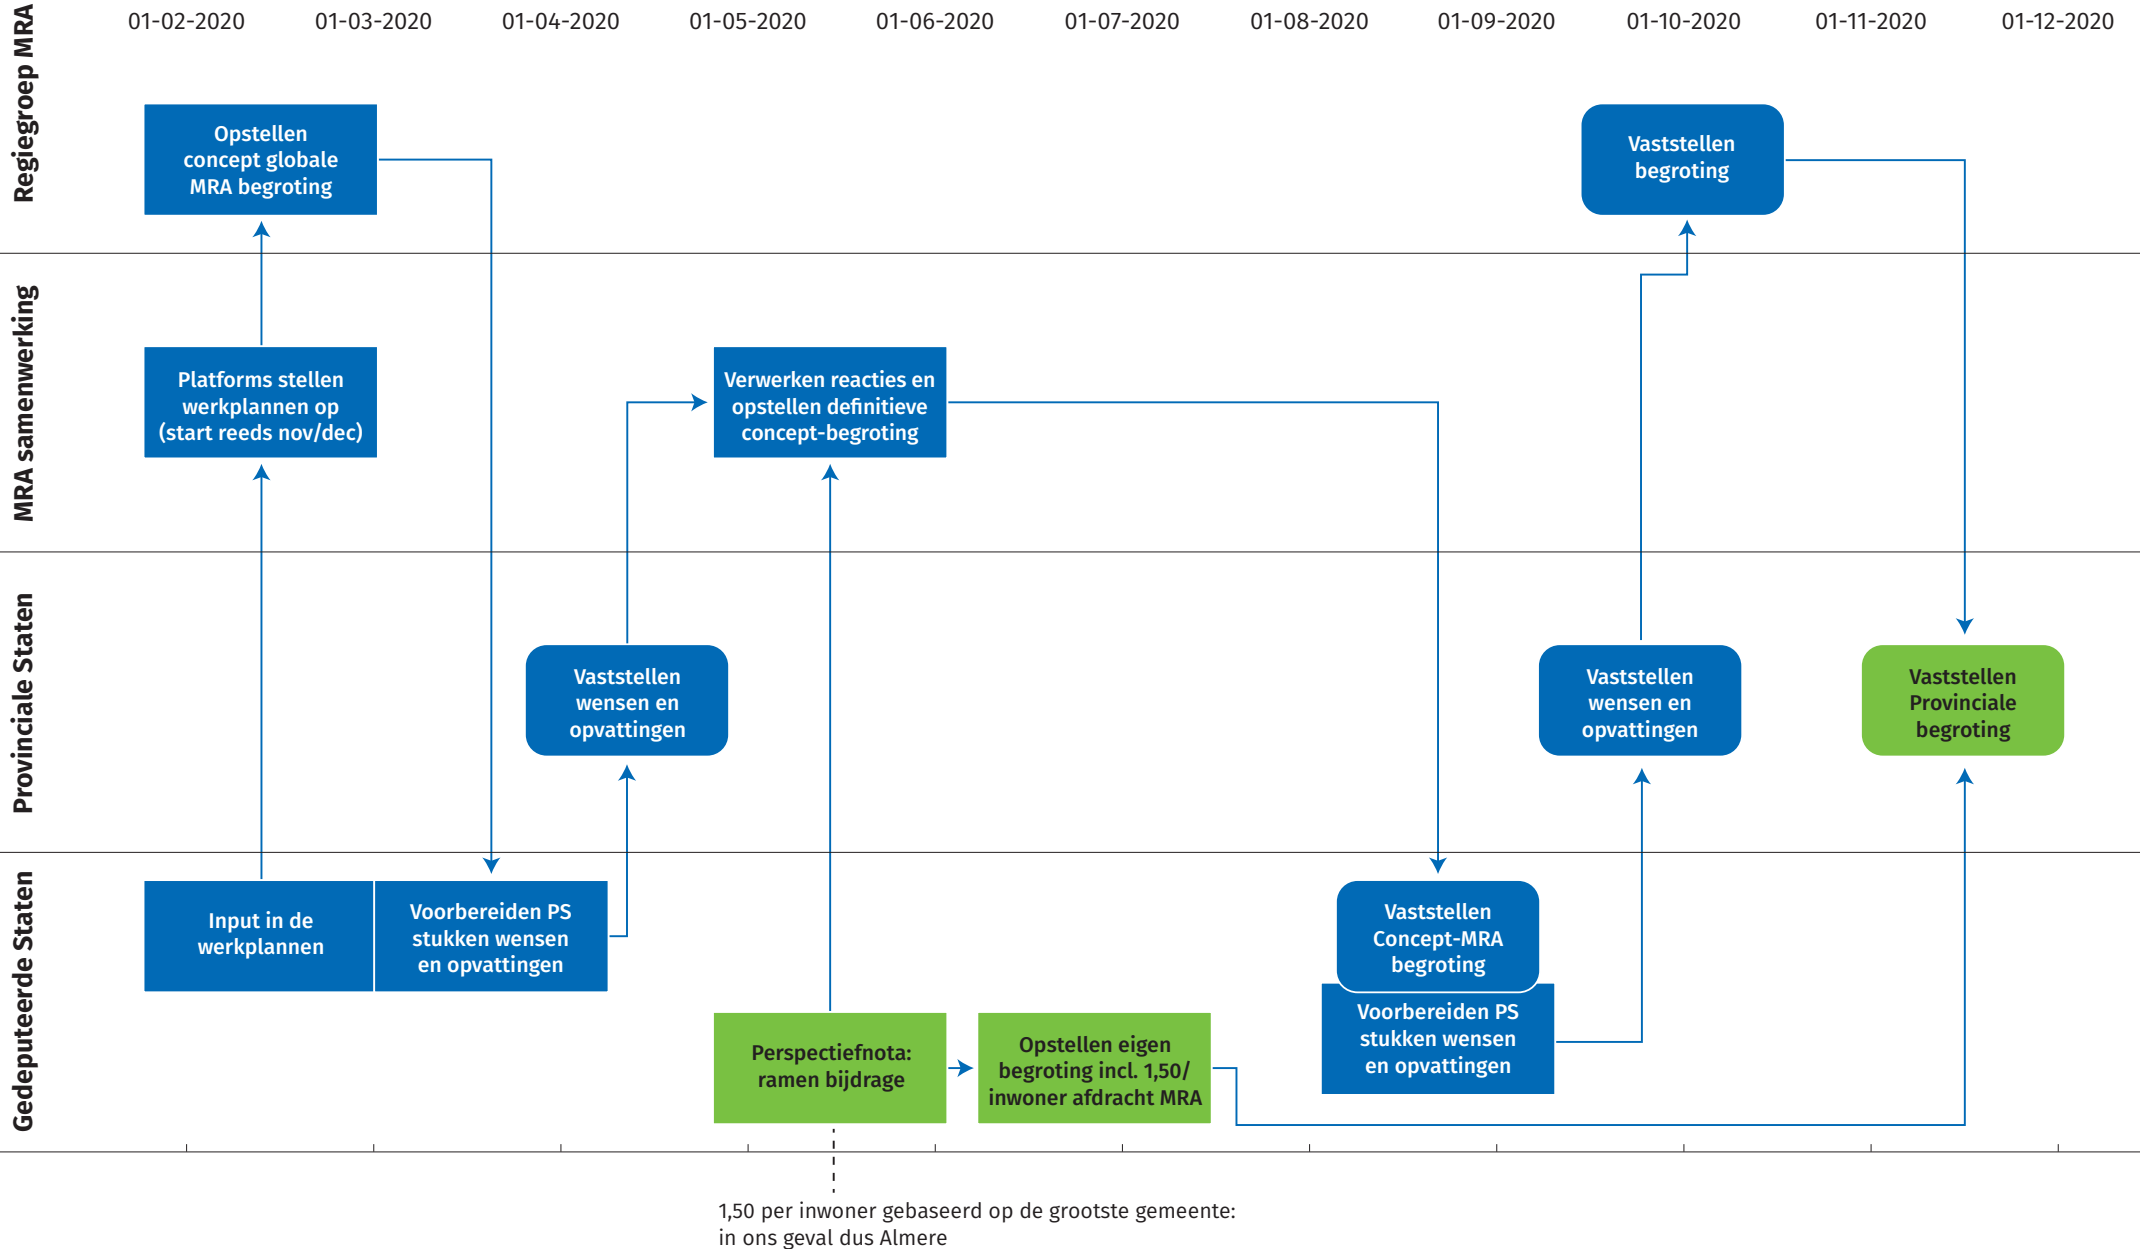 01-02-2020 01-03-2020 01-04-2020 01-05-2020 01-06-2020 01-07-2020 01-08-2020 01-09-2020 01-10-2020 01-11-2020 01-12-2020
Regiegroep MRA
Opstellen
concept globale
MRA begroting
Vaststellen
begroting
MRA samenwerking
Platforms stellen
werkplannen op
(start reeds nov/dec)
Verwerken reacties en
opstellen definitieve
concept-begroting
Provinciale Staten
Vaststellen
wensen en
opvattingen
Vaststellen
wensen en
opvattingen
Vaststellen
Provinciale
begroting
Gedeputeerde Staten
Input in de
werkplannen
Voorbereiden PS
stukken wensen
en opvattingen
Vaststellen
Concept-MRA
begroting
Voorbereiden PS
stukken wensen
en opvattingen
Perspectiefnota:
ramen bijdrage
Opstellen eigen
begroting incl. 1,50/
inwoner afdracht MRA
1,50 per inwoner gebaseerd op de grootste gemeente:
in ons geval dus Almere